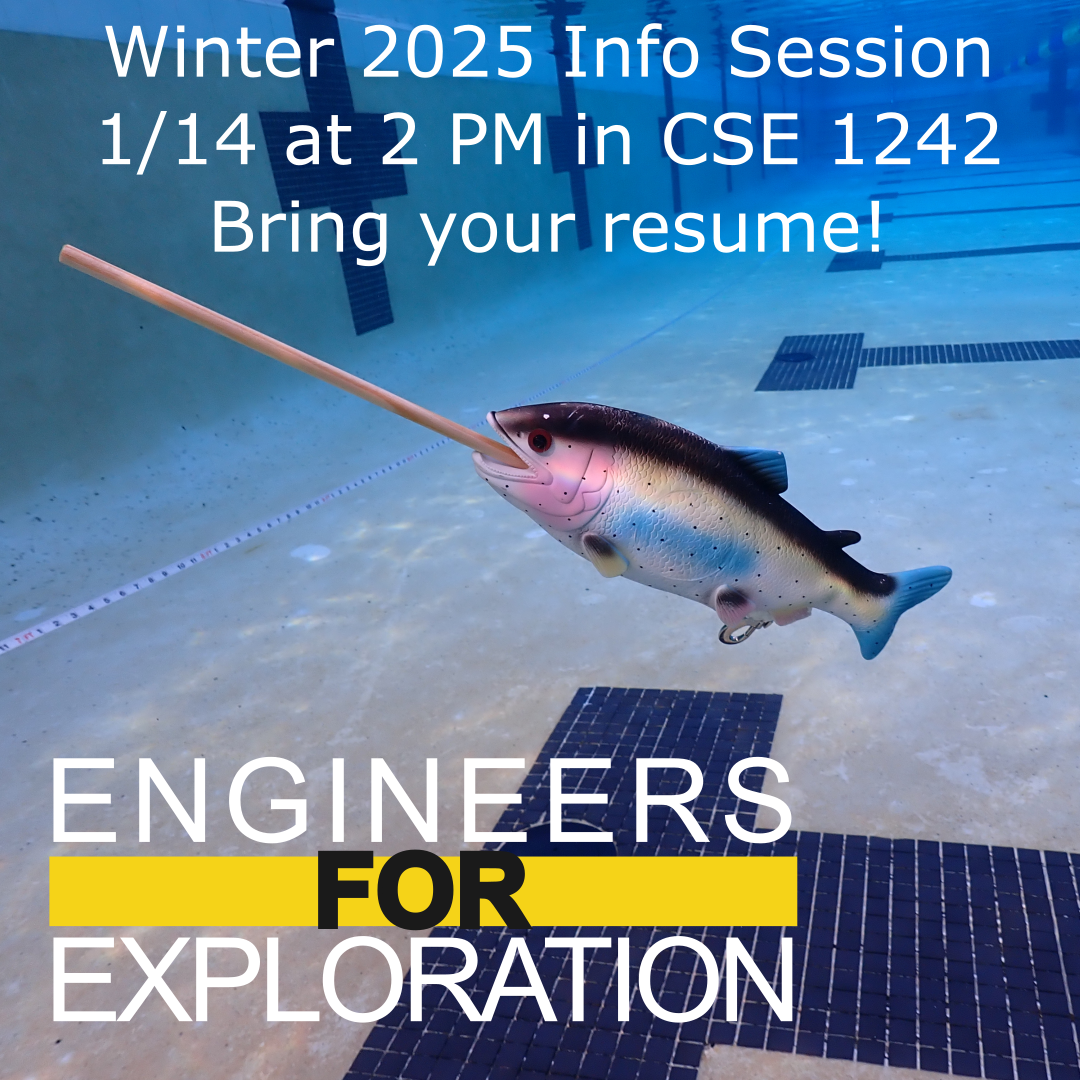 Winter 2025 Info Session
1/14 at 2 PM in CSE 1242
Bring your resume!
ENGINEERS
FOR
EXPLORATION